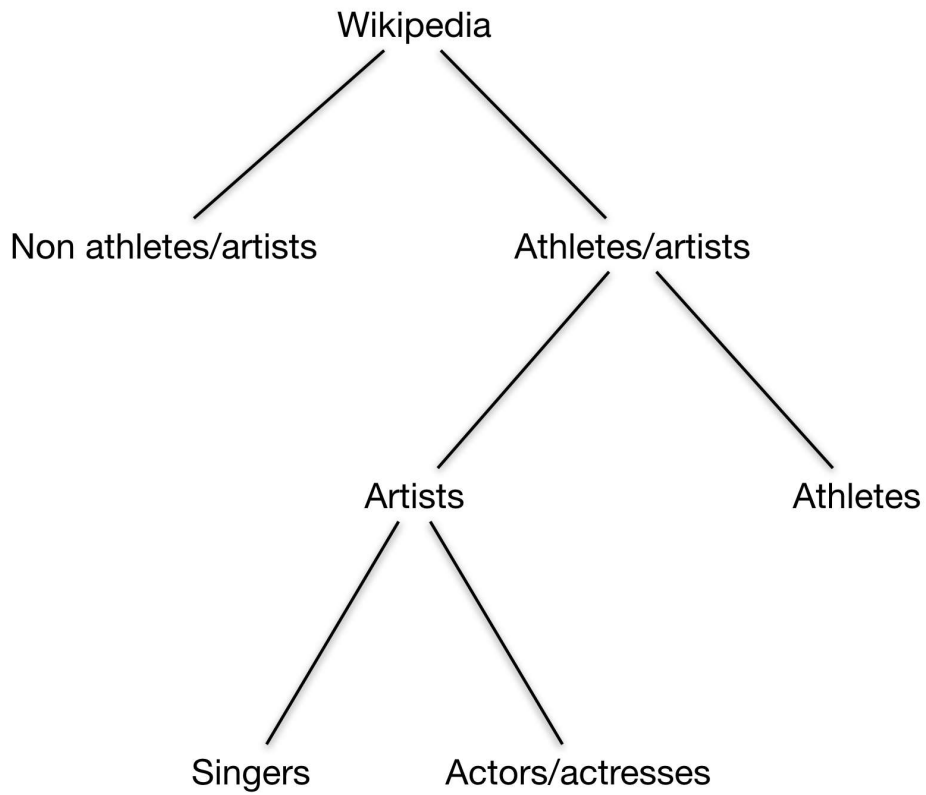 Wikipedia
Non athletes/artists
Athletes/artists
Artists
Athletes
Singers
Actors/actresses